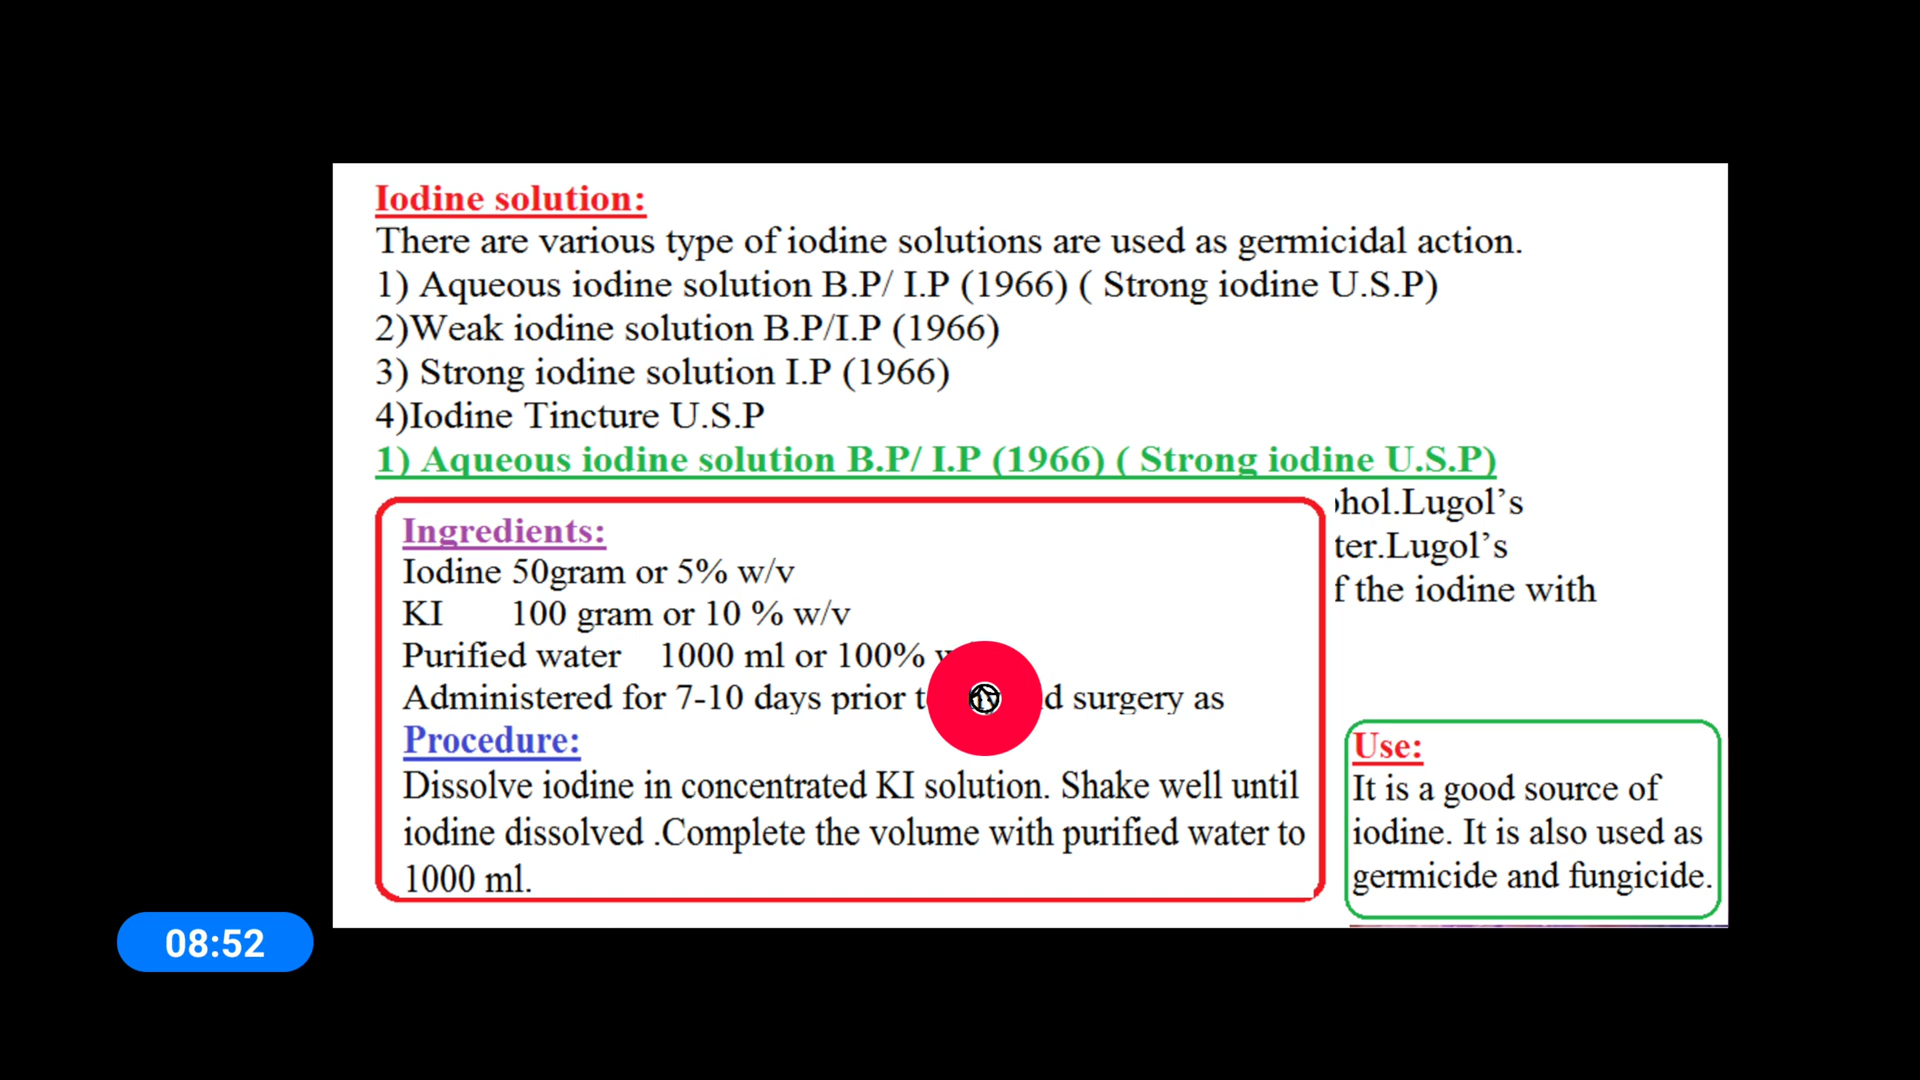 Iodine solution:
There are various type of iodine solutions are used as germicidal action.
1) Aqueous iodine solution B.P/ I.P (1966) ( Strong iodine U.S.P)
2)Weak iodine solution B.P/I.P (1966)
3) Strong iodine solution I.P (1966)
4)Iodine Tincture U.S.P
1) Aqueous iodine solution B.P/ I.P (1966) ( Strong iodine U.S.P)
Lugol’s
Lugol’s
the iodine with
Ingredients:
Iodine 50gram or 5% w/v
KI 100 gram or 10 % w/v
Purified water 1000 ml or 100%
Administered for 7-10 days prior surgery as
Procedure:
Dissolve iodine in concentrated KI solution. Shake well until
iodine dissolved .Complete the volume with purified water to
1000 ml.
Use:
It is a good source of
iodine. It is also used as
germicide and fungicide.
08:52